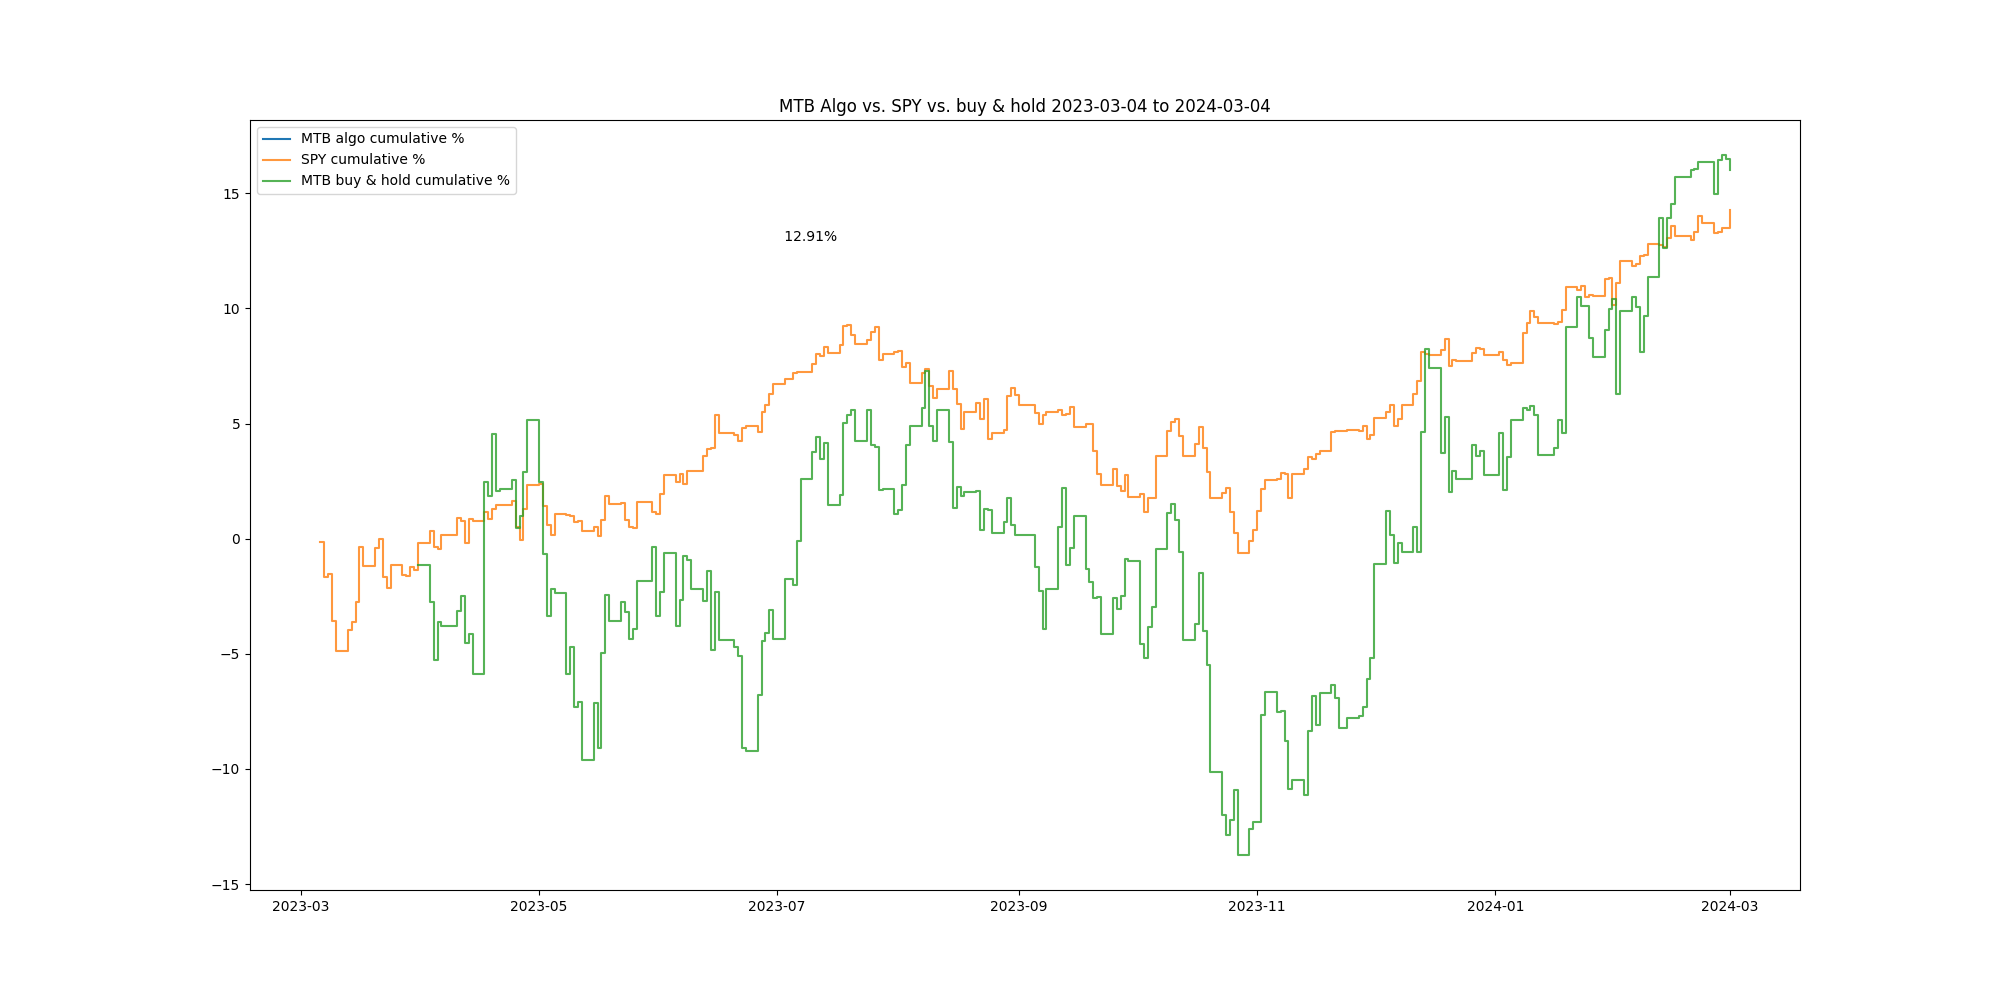 MTB Algo vs. SPY vs. buy & hold 2023-03-04 to 2024-03-04
MTB algo cumulative %
SPY cumulative %
MTB buy & hold cumulative %
12.91%
15
10
5
0
−5
−10
−15
2023-03 2023-05 2023-07 2023-09 2023-11 2024-01 2024-03